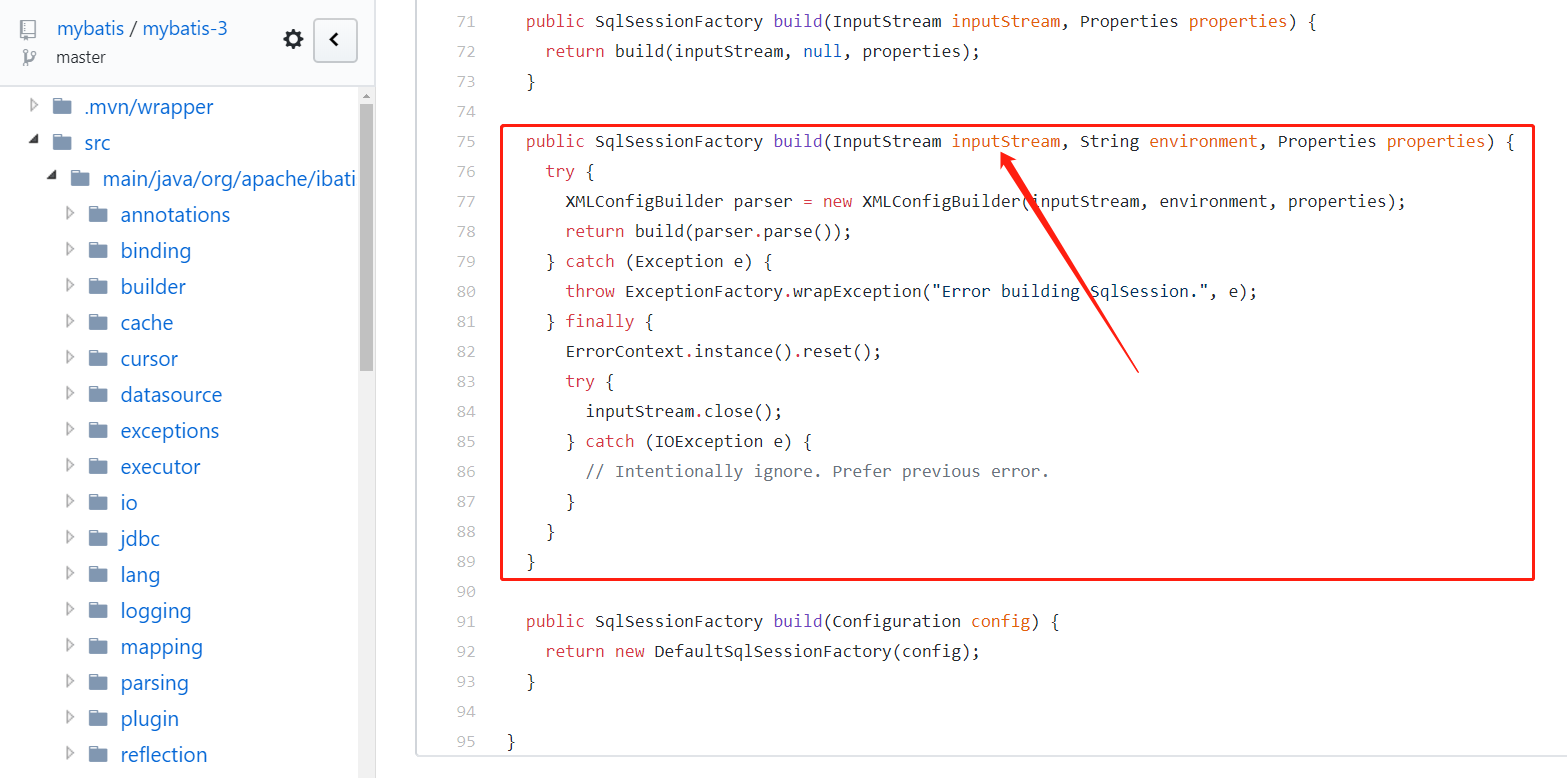 mybatis / mybatis-3
master
.mvn/wrapper
src
main/java/org/apache/ibati
annotations
binding
builder
cache
cursor
datasource
exceptions
executor
io
jdbc
lang
logging
mapping
parsing
plugin
reflection
71 public SqlSessionFactory build(InputStream inputStream, Properties properties) {
72 return build(inputStream, null, properties);
73 }
74
75 public SqlSessionFactory build(InputStream inputStream, String environment, Properties properties) {
76 try {
77 XMLConfigBuilder parser = new XMLConfigBuilder(inputStream, environment, properties);
78 return build(parser.parse());
79 } catch (Exception e) {
80 throw ExceptionFactory.wrapException("Error building SqlSession.", e);
81 } finally {
82 ErrorContext.instance().reset();
83 try {
84 inputStream.close();
85 } catch (IOException e) {
86 // Intentionally ignore. Prefer previous error.
87 }
88 }
89 }
90
91 public SqlSessionFactory build(Configuration config) {
92 return new DefaultSqlSessionFactory(config);
93 }
94
95 }